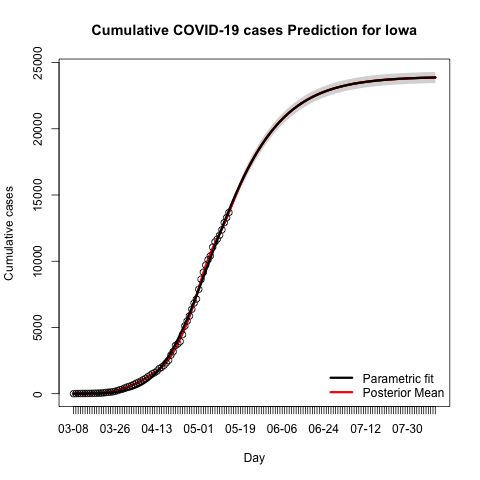 Cumulative COVID-19 cases Prediction for Iowa
25000
20000
15000
10000
5000
0
Cumulative cases
Parametric fit
Posterior Mean
03-08 03-26 04-13 05-01 05-19 06-06 06-24 07-12 07-30
Day